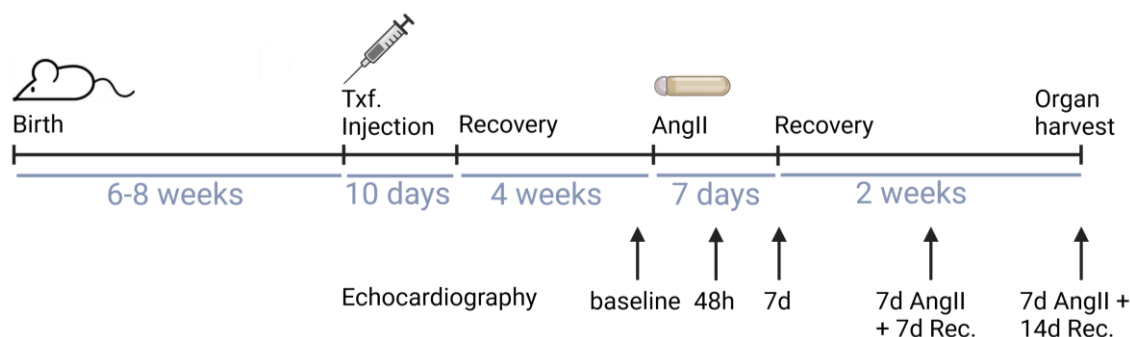 Birth
Txf.
Injection
Recovery
AngII
Recovery
Organ
harvest
6-8 weeks
10 days
4 weeks
7 days
2 weeks
Echocardiography
baseline
48h
7d
7d AngII
+ 7d Rec.
7d AngII +
14d Rec.